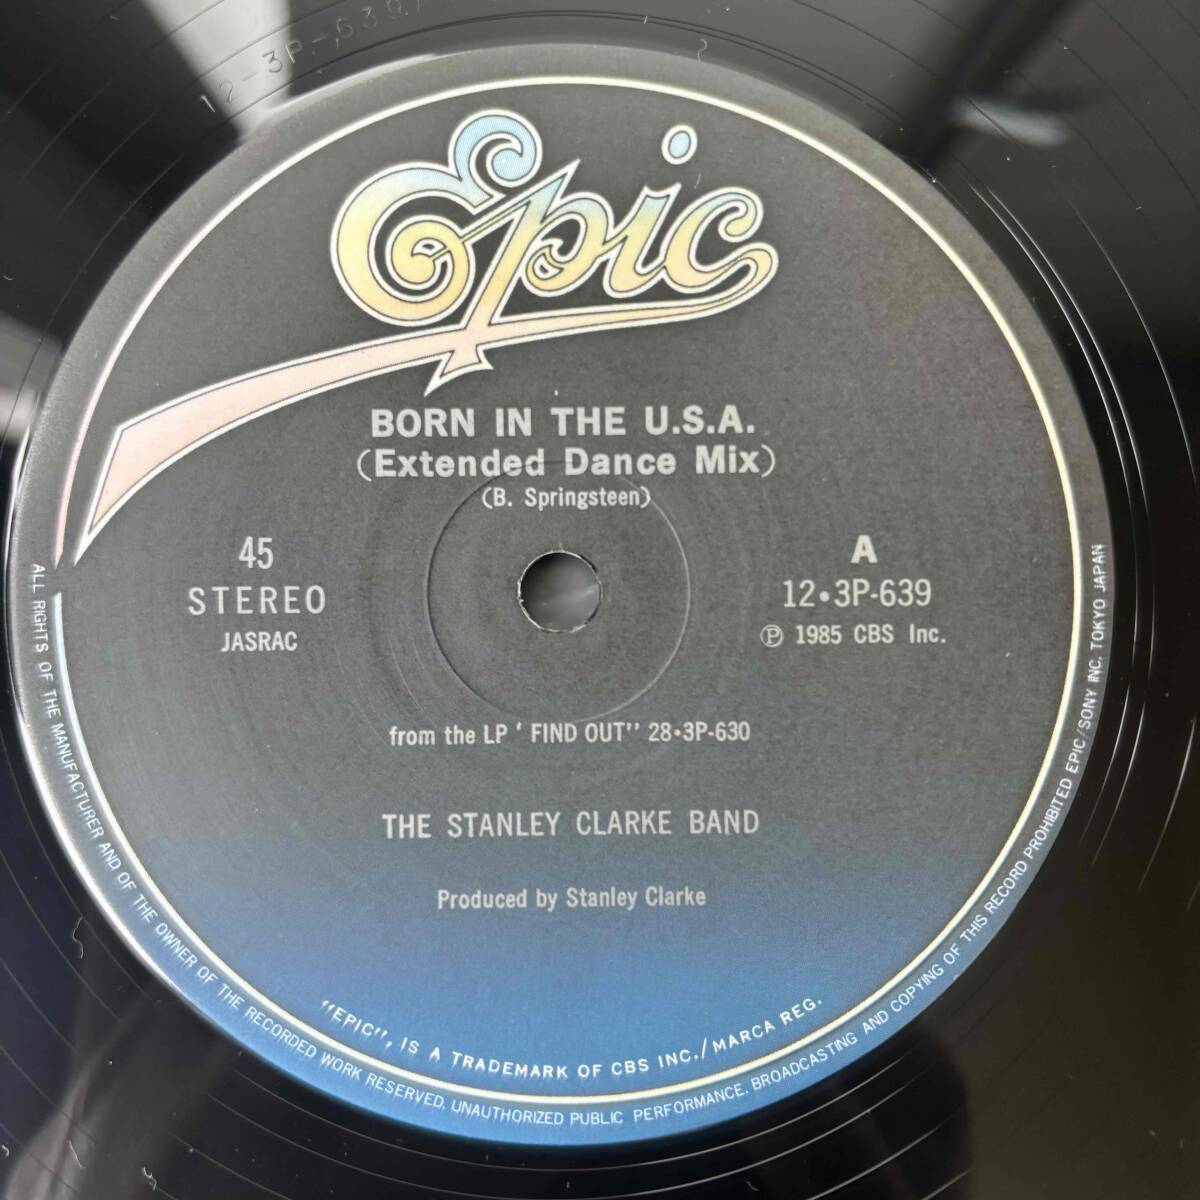 12-3P-639A
Epic
BORN IN THE U.S.A.
(Extended Dance Mix)
(B. Springsteen)
45
STEREO
JASRAC
A
12•3P-639
Ⓟ 1985 CBS Inc.
from the LP ' FIND OUT" 28•3P-630
THE STANLEY CLARKE BAND
Produced by Stanley Clarke
"EPIC", IS A TRADEMARK OF CBS INC./MARCA REG.
ALL RIGHTS OF THE MANUFACTURER AND OF THE OWNER OF THE RECORDED WORK RESERVED. UNAUTHORIZED PUBLIC PERFORMANCE. BROADCASTING AND COPYING OF THIS RECORD PROHIBITED EPIC/SONY INC. TOKYO JAPAN